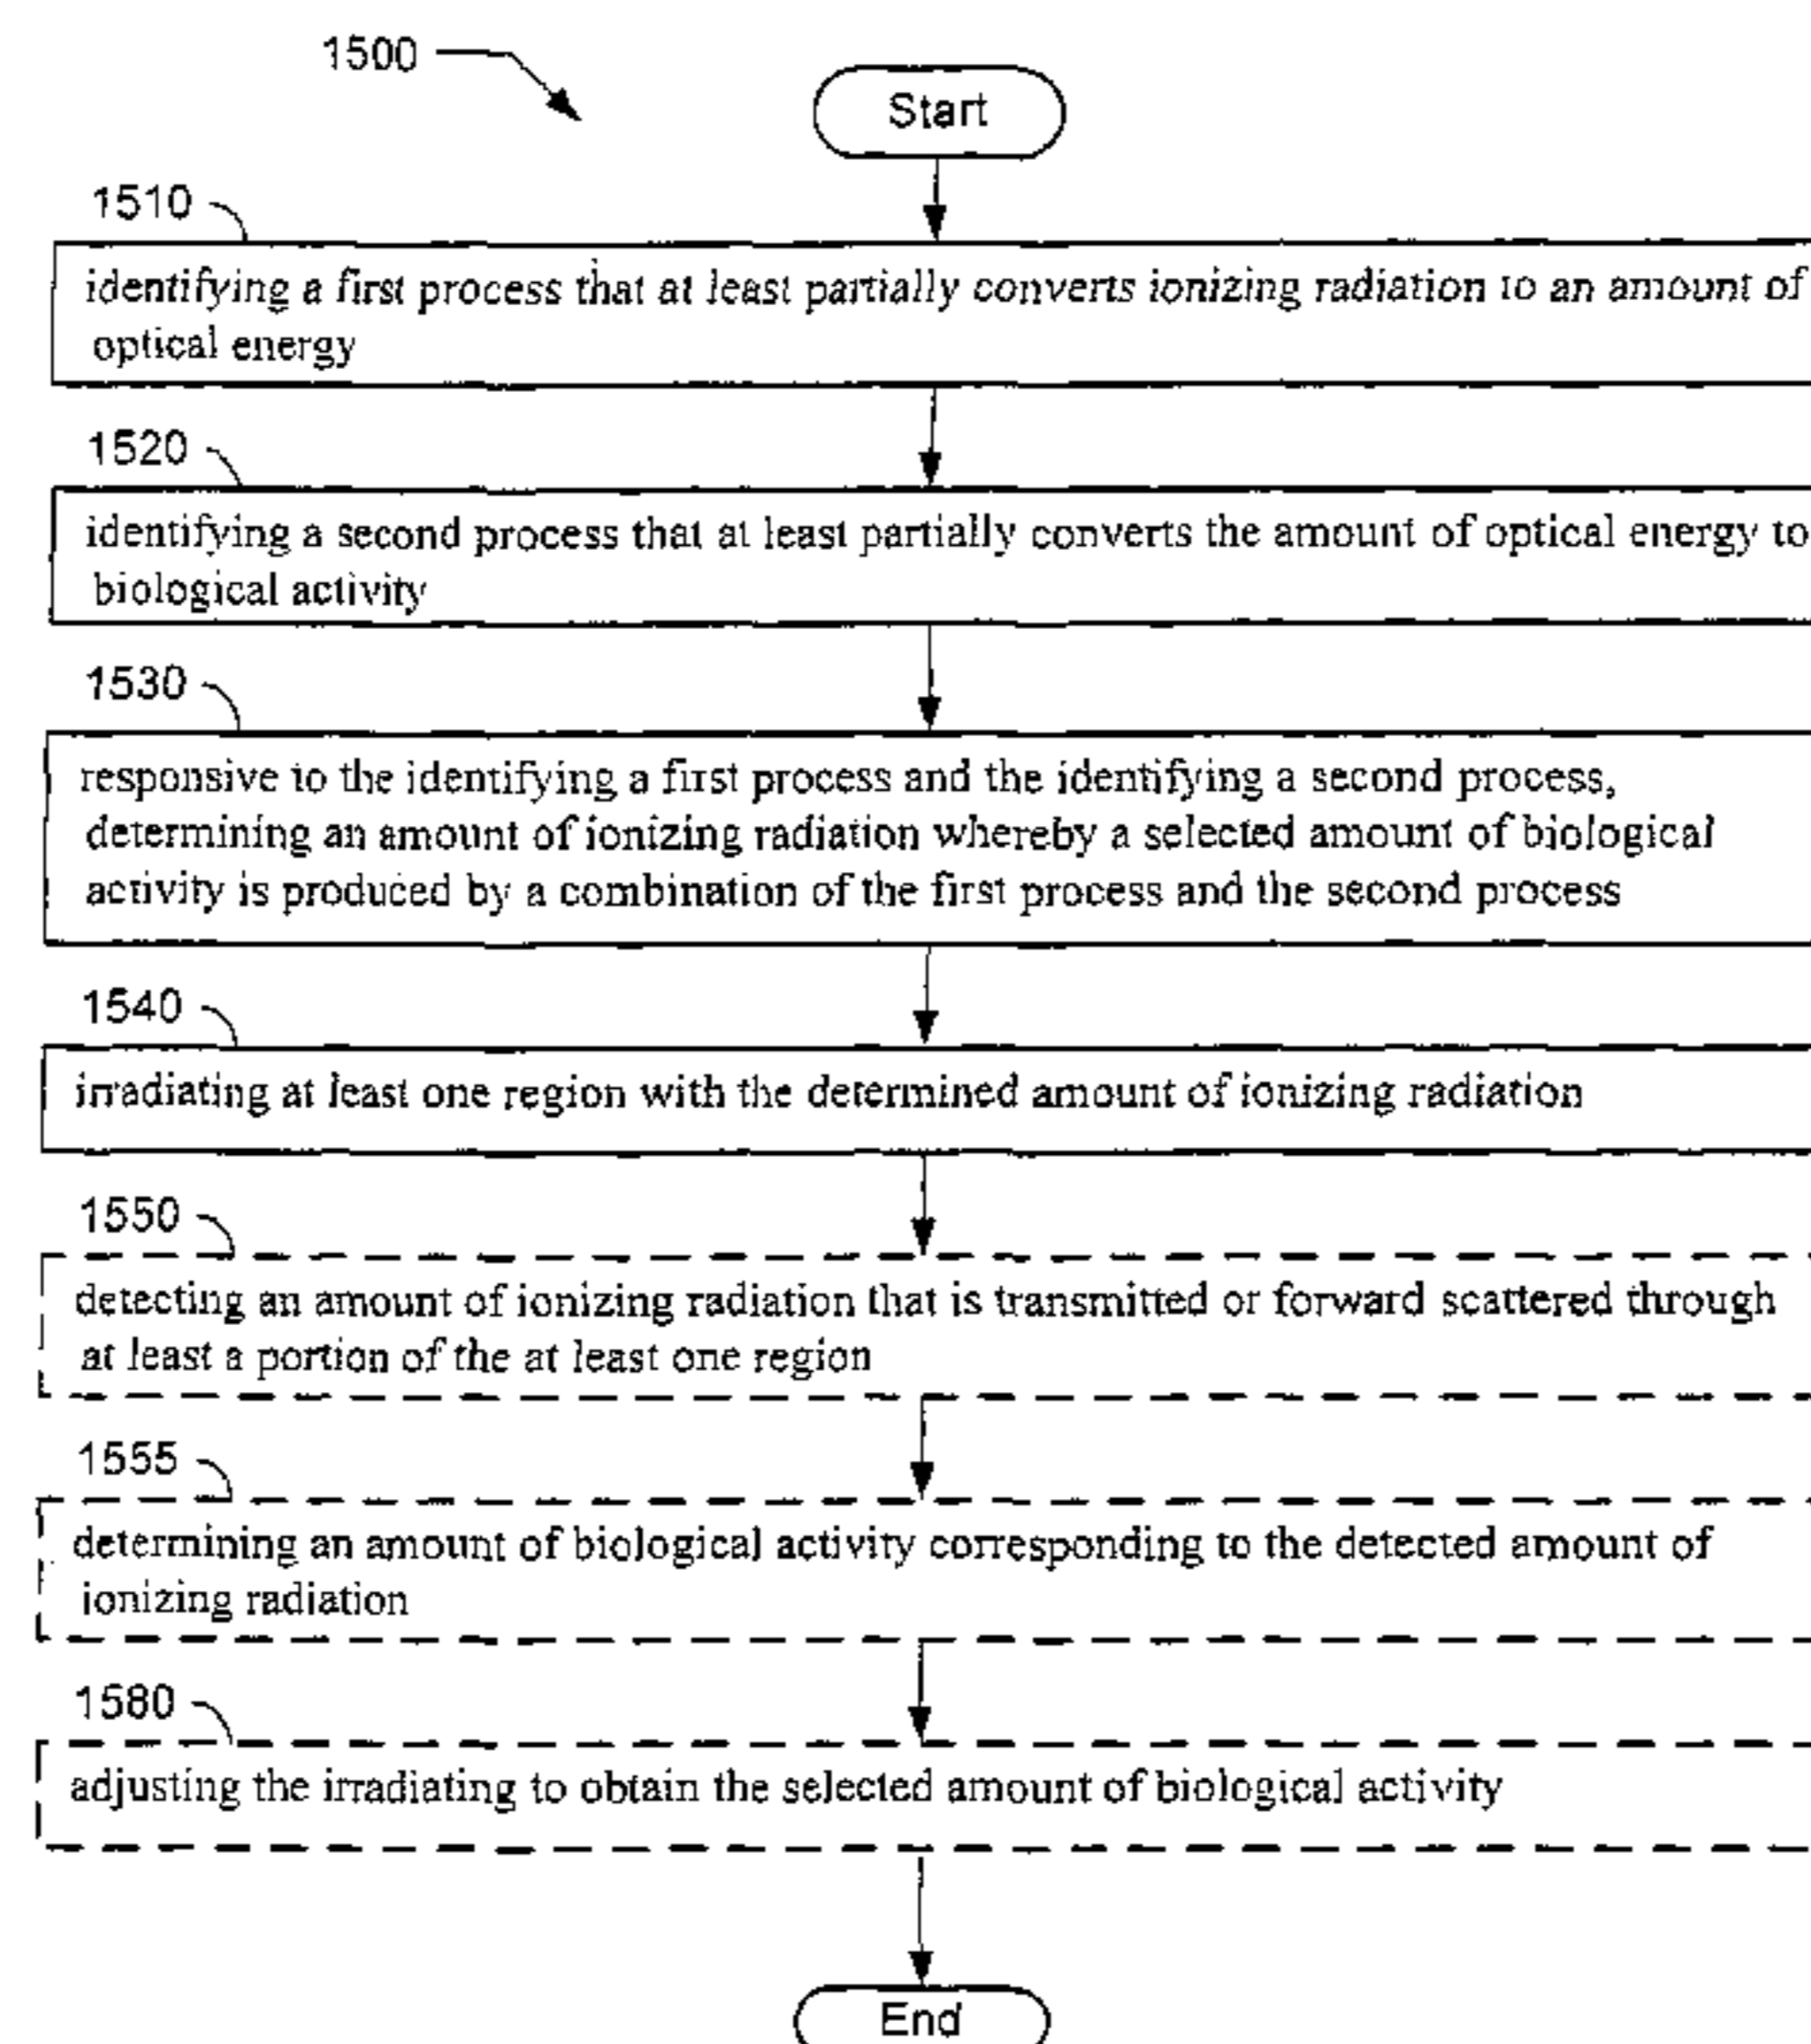 1500
Start
1510
identifying a first process that at least partially converts ionizing radiation to an amount of
optical energy
1520
identifying a second process that at least partially converts the amount of optical energy to
biological activity
1530
responsive to the identifying a first process and the identifying a second process,
determining an amount of ionizing radiation whereby a selected amount of biological
activity is produced by a combination of the first process and the second process
1540
irradiating at least one region with the determined amount of ionizing radiation
1550
detecting an amount of ionizing radiation that is transmitted or forward scattered through
at least a portion of the at least one region
1555
determining an amount of biological activity corresponding to the detected amount of
ionizing radiation
1580
adjusting the irradiating to obtain the selected amount of biological activity
End